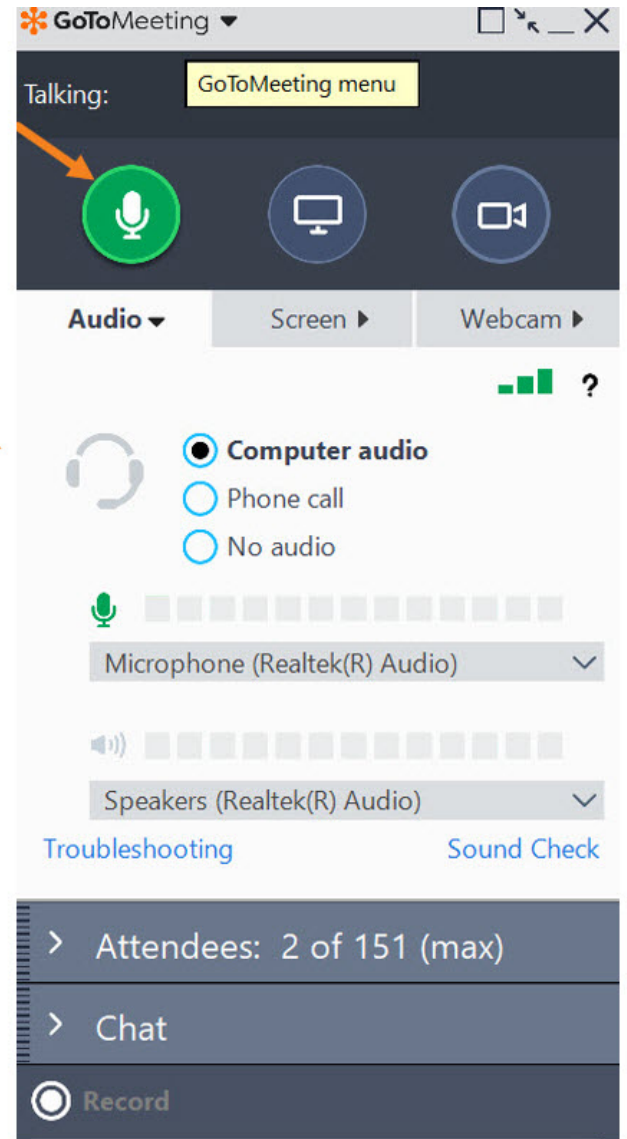 GoToMeeting
GoToMeeting menu
Talking:
Audio Screen Webcam
?
Computer audio
Phone call
No audio
Microphone (Realtek(R) Audio)
Speakers (Realtek(R) Audio)
Troubleshooting Sound Check
Attendees: 2 of 151 (max)
Chat
Record